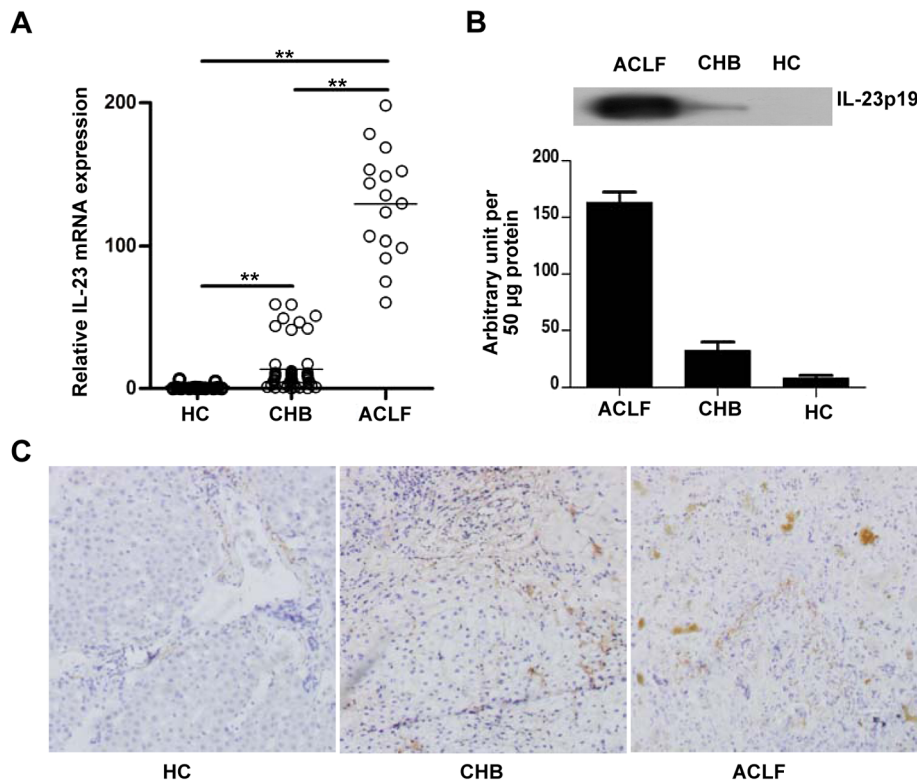 A
Relative IL-23 mRNA expression
200
100
0
**
**
**
HC CHB ACLF
B
ACLF CHB HC
IL-23p19
Arbitrary unit per
50 µg protein
200
150
100
50
0
ACLF CHB HC
C
HC CHB ACLF